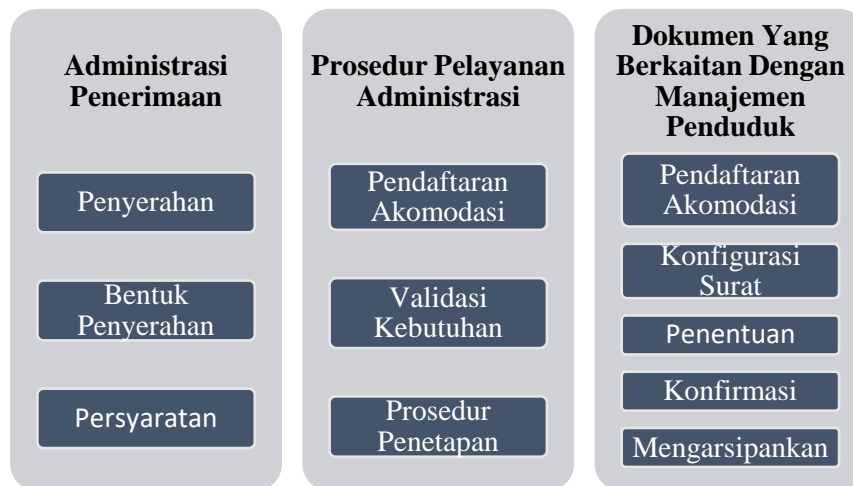 Administrasi
Penerimaan
Penyerahan
Bentuk
Penyerahan
Persyaratan
Prosedur Pelayanan
Administrasi
Pendaftaran
Akomodasi
Validasi
Kebutuhan
Prosedur
Penetapan
Dokumen Yang
Berkaitan Dengan
Manajemen
Penduduk
Pendaftaran
Akomodasi
Konfigurasi
Surat
Penentuan
Konfirmasi
Mengarsipankan